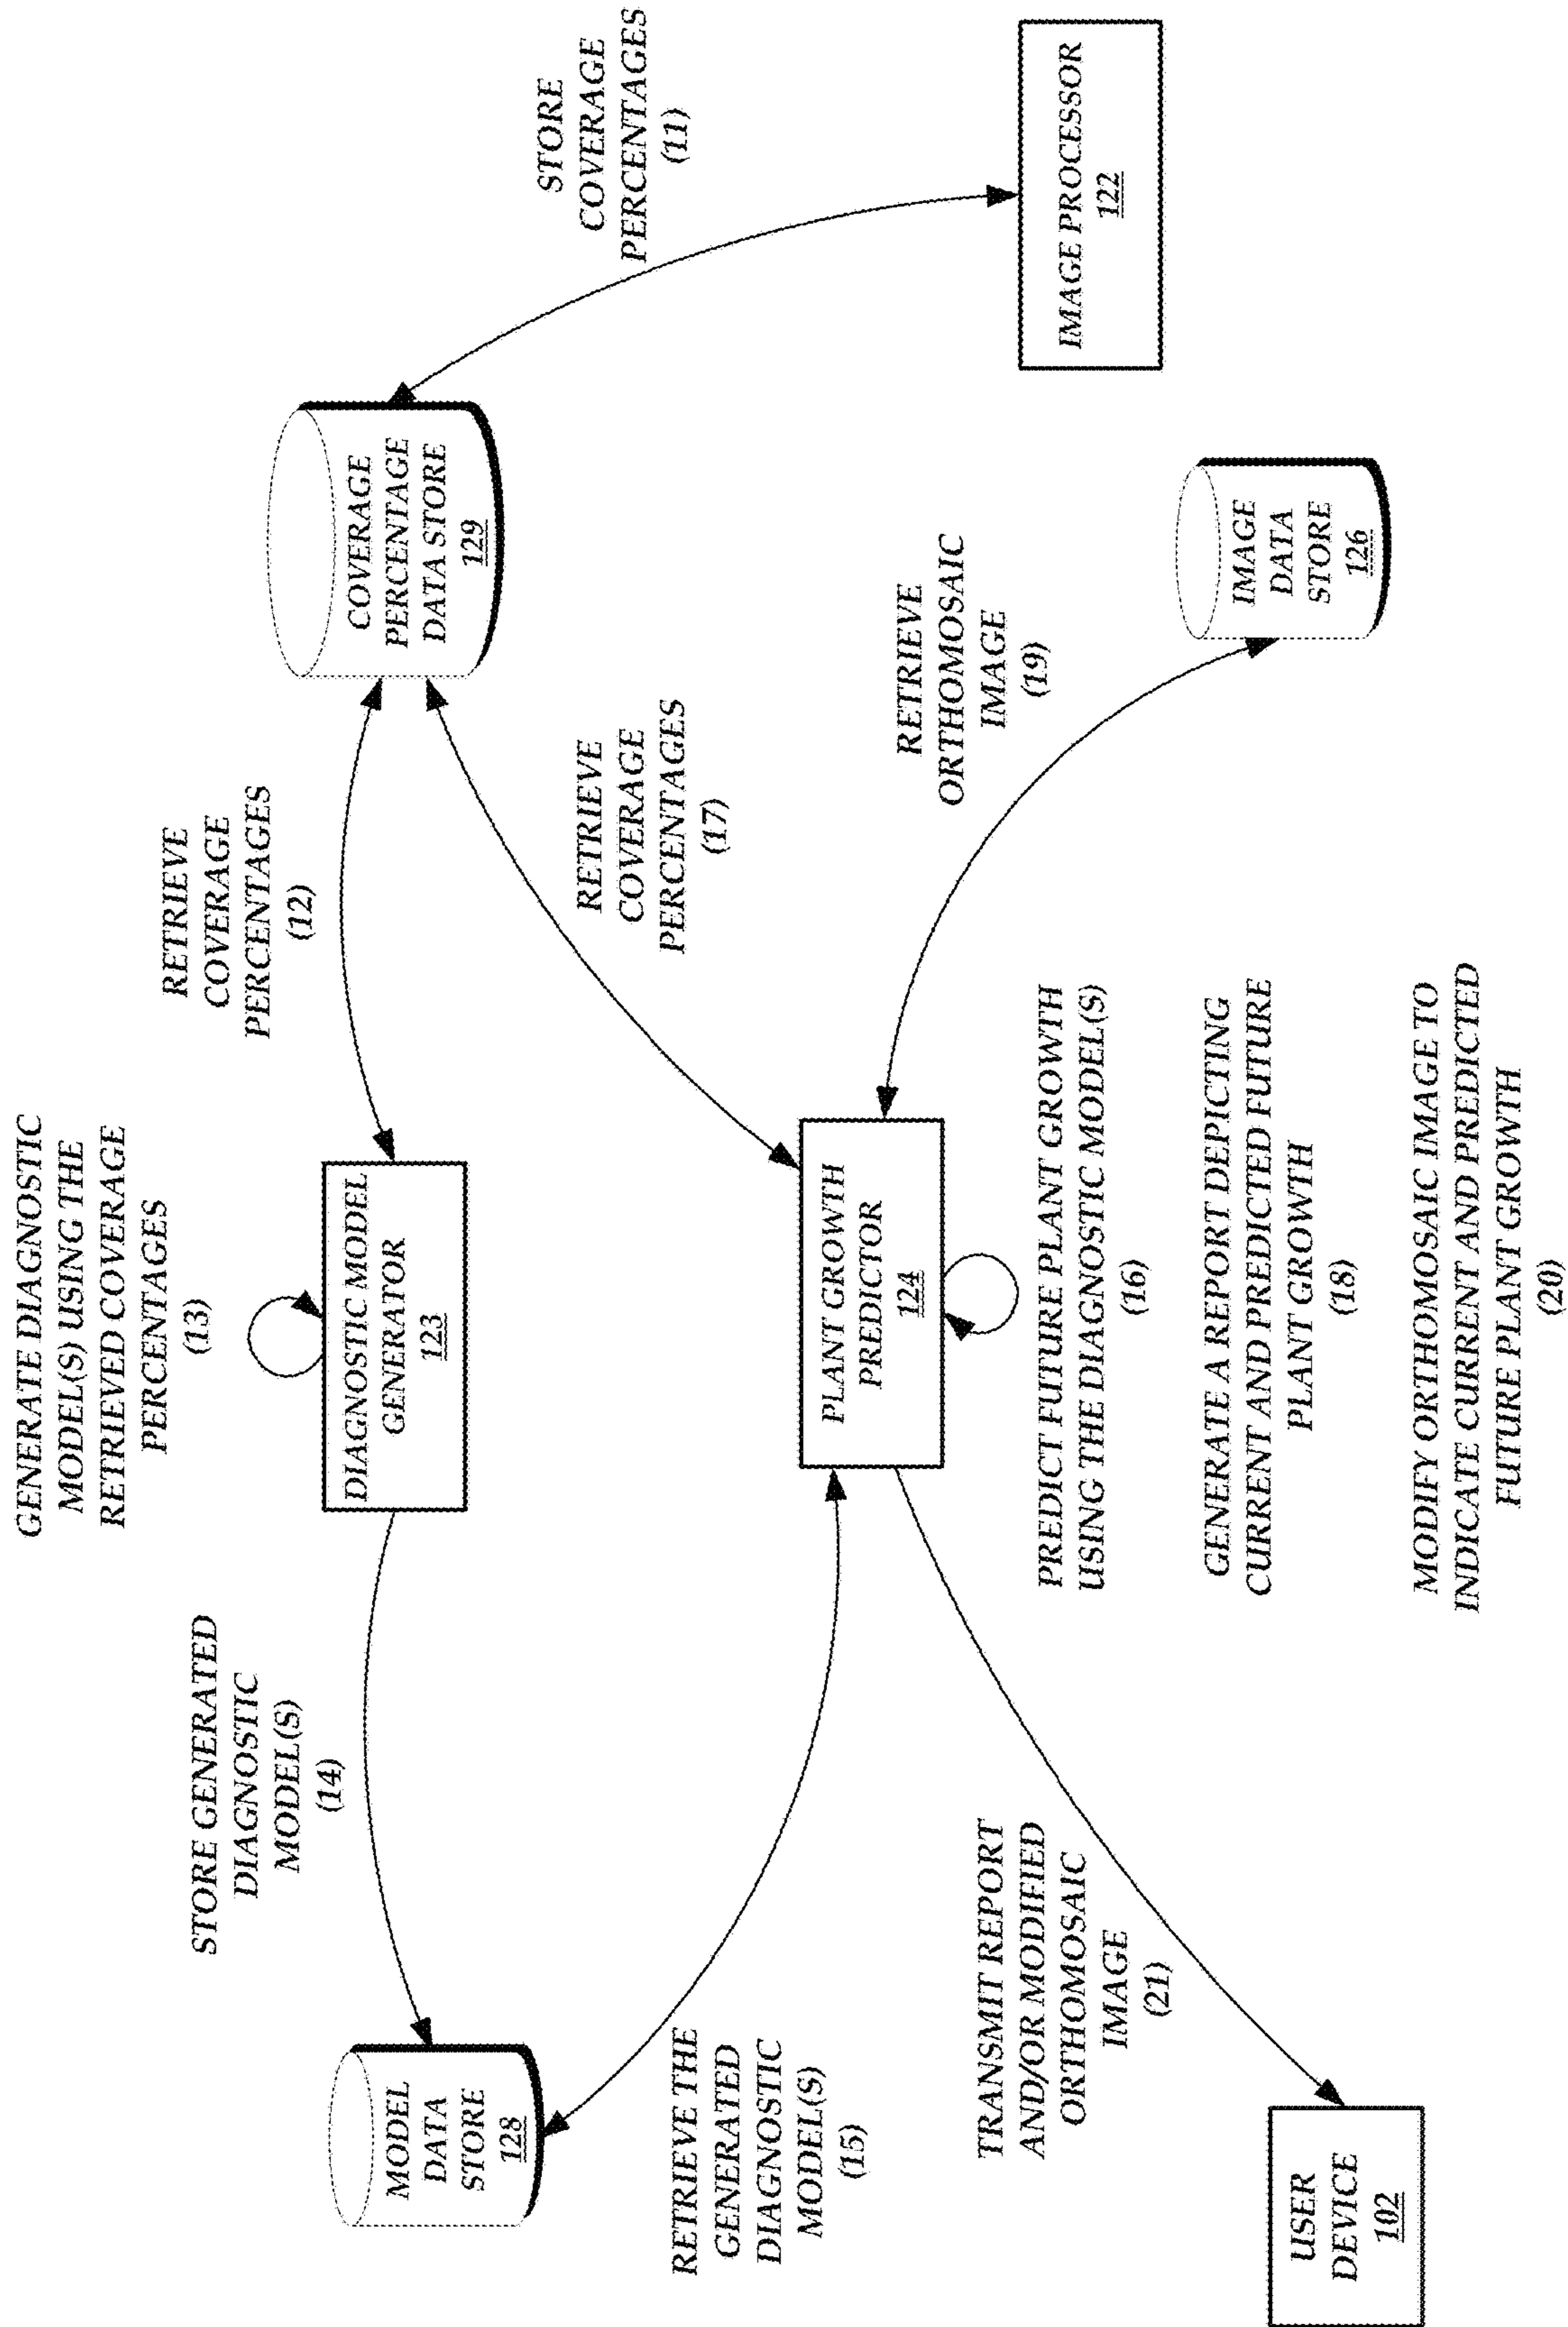 GENERATE DIAGNOSTIC
MODEL(S) USING THE
RETRIEVED COVERAGE
PERCENTAGES
(13)
STORE GENERATED
DIAGNOSTIC
MODEL(S)
(14)
RETRIEVE
COVERAGE
PERCENTAGES
(12)
STORE
COVERAGE
PERCENTAGES
(11)
MODEL
DATA
STORE
128
DIAGNOSTIC MODEL
GENERATOR
123
COVERAGE
PERCENTAGE
DATA STORE
129
RETRIEVE THE
GENERATED
DIAGNOSTIC
MODEL(S)
(15)
RETRIEVE
COVERAGE
PERCENTAGES
(17)
PLANT GROWTH
PREDICTOR
124
RETRIEVE
ORTHOMOSAIC
IMAGE
(19)
IMAGE PROCESSOR
122
TRANSMIT REPORT
AND/OR MODIFIED
ORTHOMOSAIC
IMAGE
(21)
PREDICT FUTURE PLANT GROWTH
USING THE DIAGNOSTIC MODEL(S)
(16)
GENERATE A REPORT DEPICTING
CURRENT AND PREDICTED FUTURE
PLANT GROWTH
(18)
MODIFY ORTHOMOSAIC IMAGE TO
INDICATE CURRENT AND PREDICTED
FUTURE PLANT GROWTH
(20)
IMAGE
DATA
STORE
126
USER
DEVICE
102